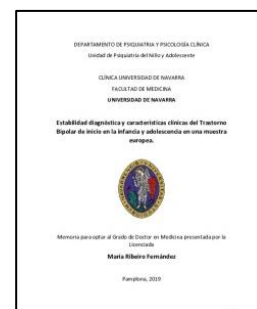 DEPARTAMENTO DE PSIQUIATRIA Y PSICOLOGÍA CLÍNICA
Unidad de Psiquiatría del Niño y Adolescente
CLÍNICA UNIVERSIDAD DE NAVARRA
FACULTAD DE MEDICINA
UNIVERSIDAD DE NAVARRA
Estabilidad diagnóstica y características clínicas del Trastorno
Bipolar de inicio en la infancia y adolescencia en una muestra
europea.
Memoria para optar al Grado de Doctor en Medicina presentada por la
Licenciada
María Ribeiro Fernández
Pamplona, 2019